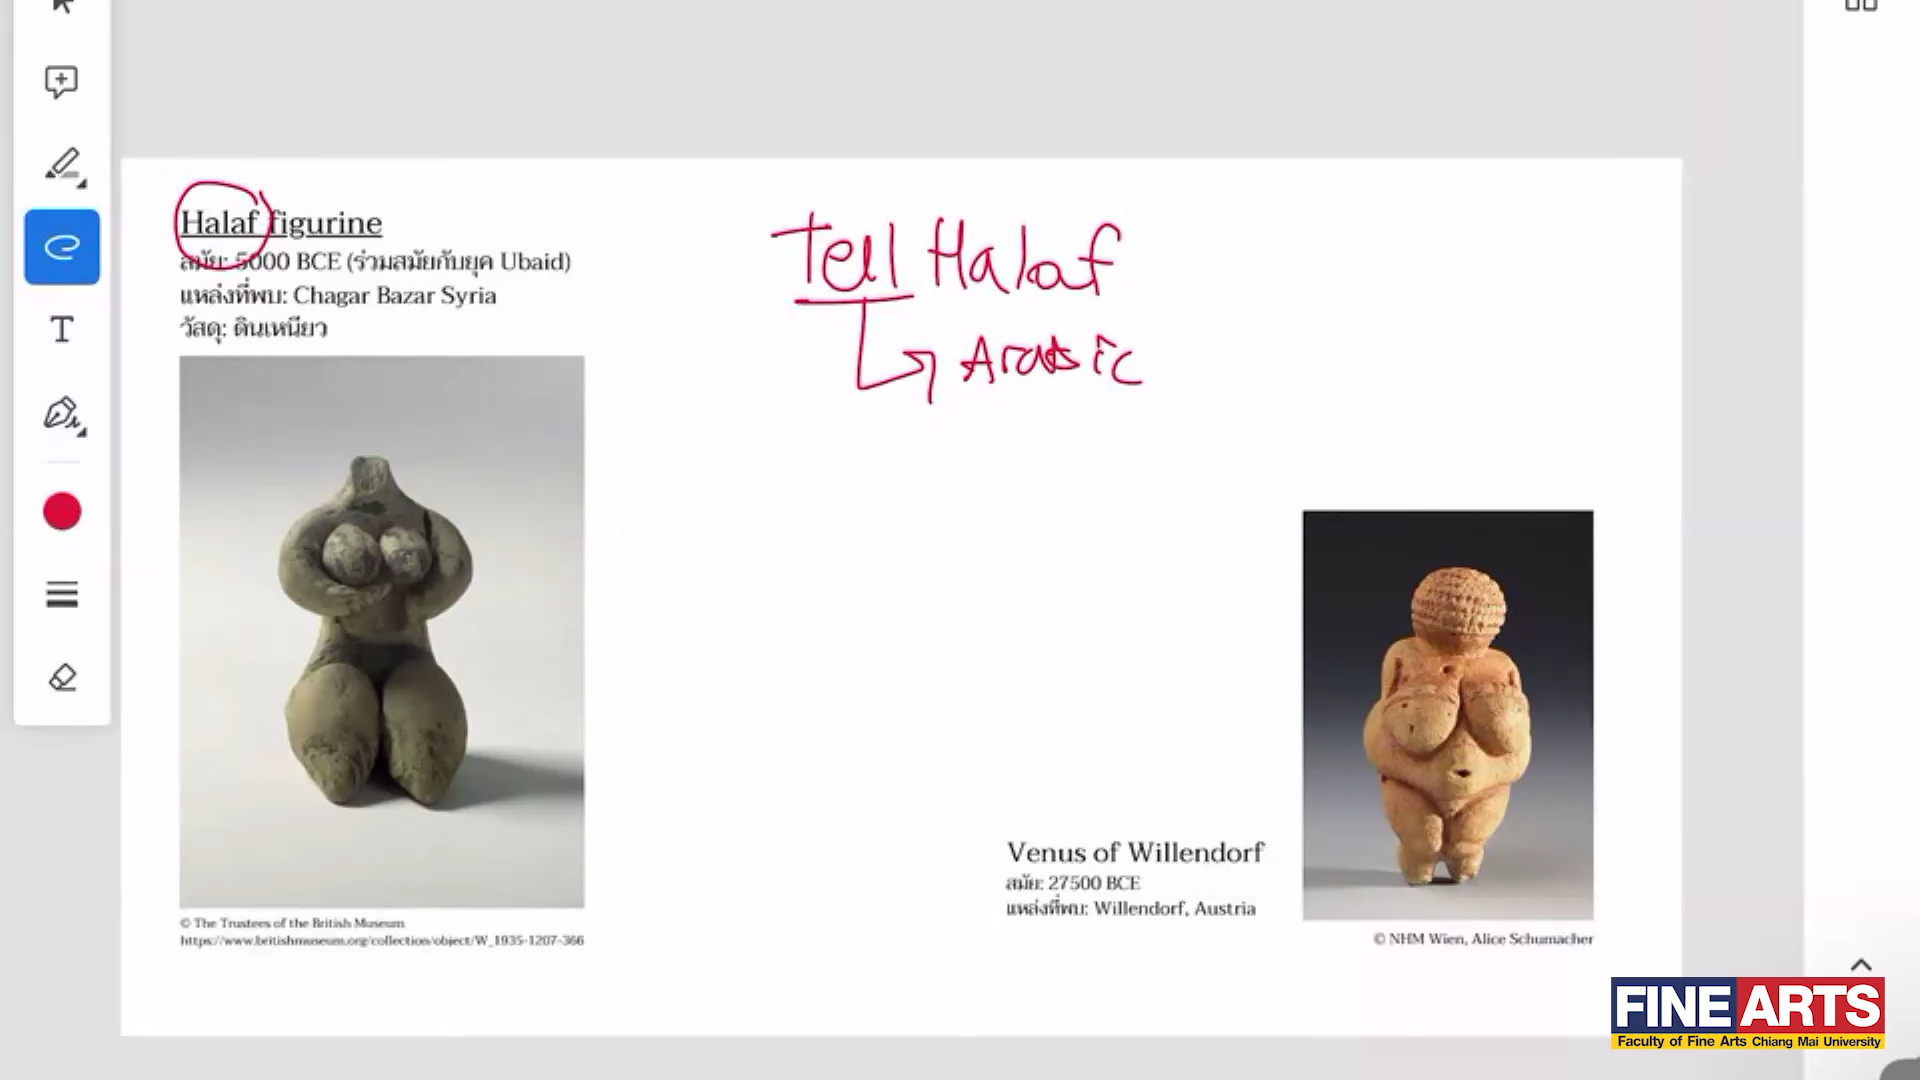 Halaf figurine
สมัย: 5000 BCE (ร่วมสมัยกับยุค Ubaid)
แหล่งที่พบ: Chagar Bazar Syria
วัสดุ: ดินเหนียว
Tell Halaf
Arabic
© The Trustees of the British Museum
https://www.britishmuseum.org/collection/object/W_1935-1207-366
Venus of Willendorf
สมัย: 27500 BCE
แหล่งที่พบ: Willendorf, Austria
© NHM Wien, Alice Schumacher
FINE ARTS
Faculty of Fine Arts Chiang Mai University